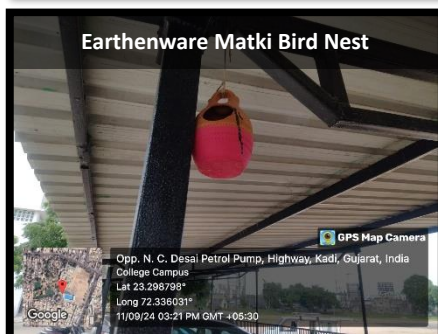 Earthenware Matki Bird Nest
GPS Map Camera
Opp. N. C. Desai Petrol Pump, Highway, Kadi, Gujarat, India
College Campus
Lat 23.298798°
Long 72.336031°
11/09/24 03:21 PM GMT +05:30
Google